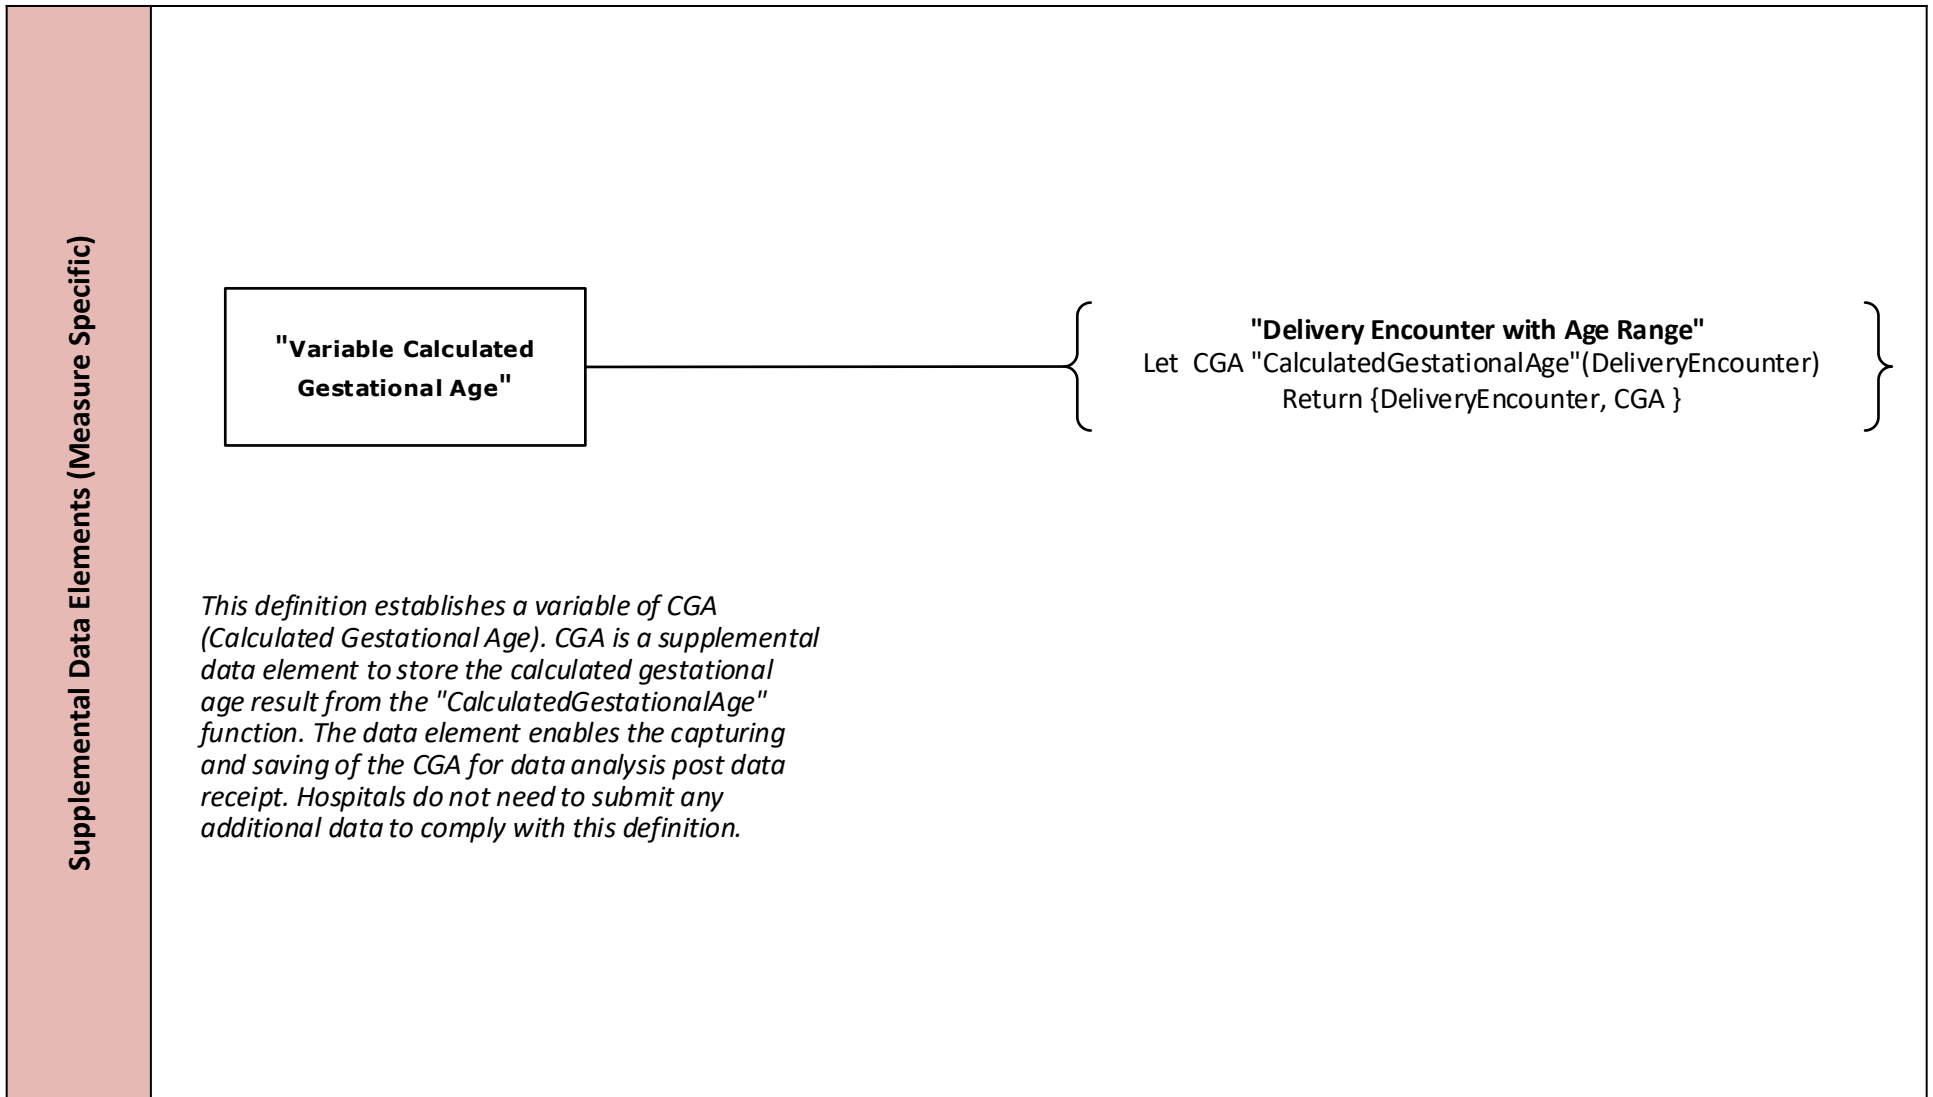 Supplemental Data Elements (Measure Specific)
"Variable Calculated
Gestational Age"
"Delivery Encounter with Age Range"
Let  CGA "CalculatedGestationalAge"(DeliveryEncounter)
Return {DeliveryEncounter, CGA }
This definition establishes a variable of CGA
(Calculated Gestational Age). CGA is a supplemental
data element to store the calculated gestational
age result from the "CalculatedGestationalAge"
function. The data element enables the capturing
and saving of the CGA for data analysis post data
receipt. Hospitals do not need to submit any
additional data to comply with this definition.